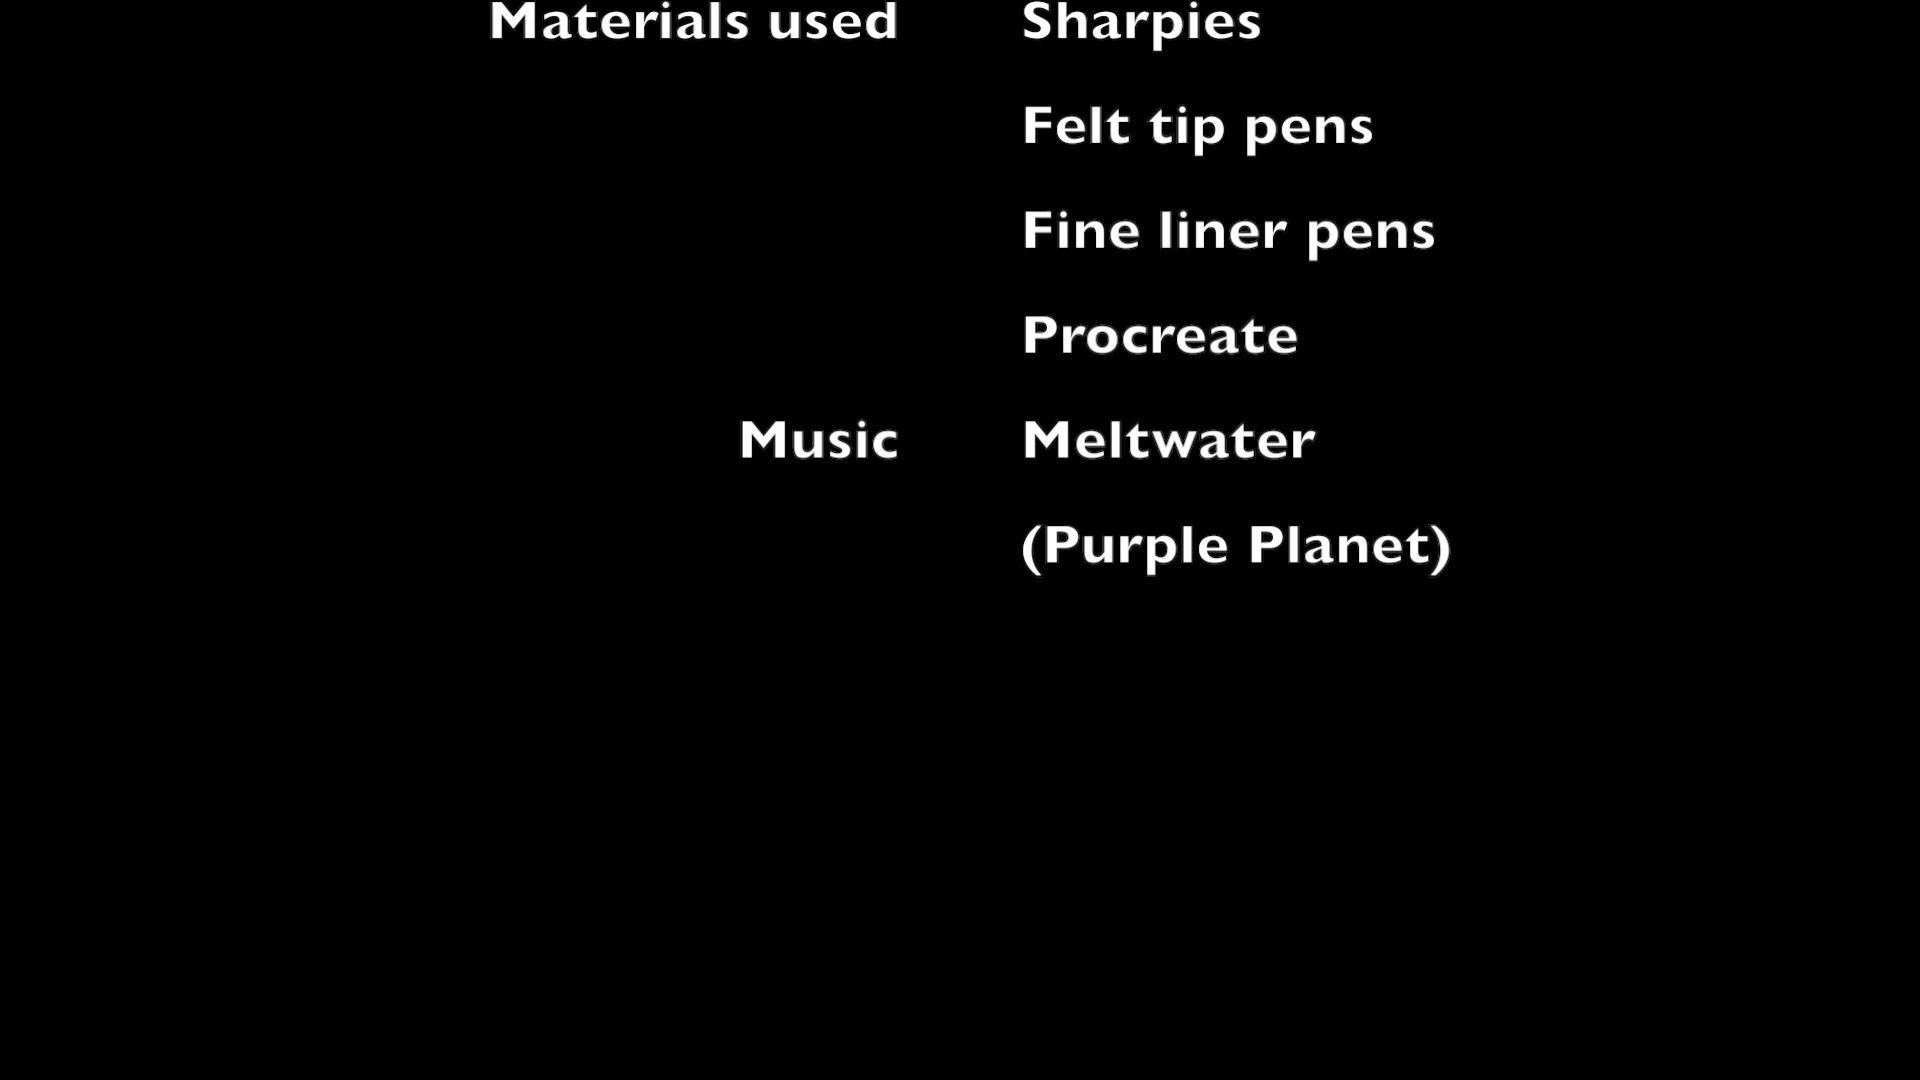 Materials used Sharpies
Felt tip pens
Fine liner pens
Procreate
Music Meltwater
(Purple Planet)